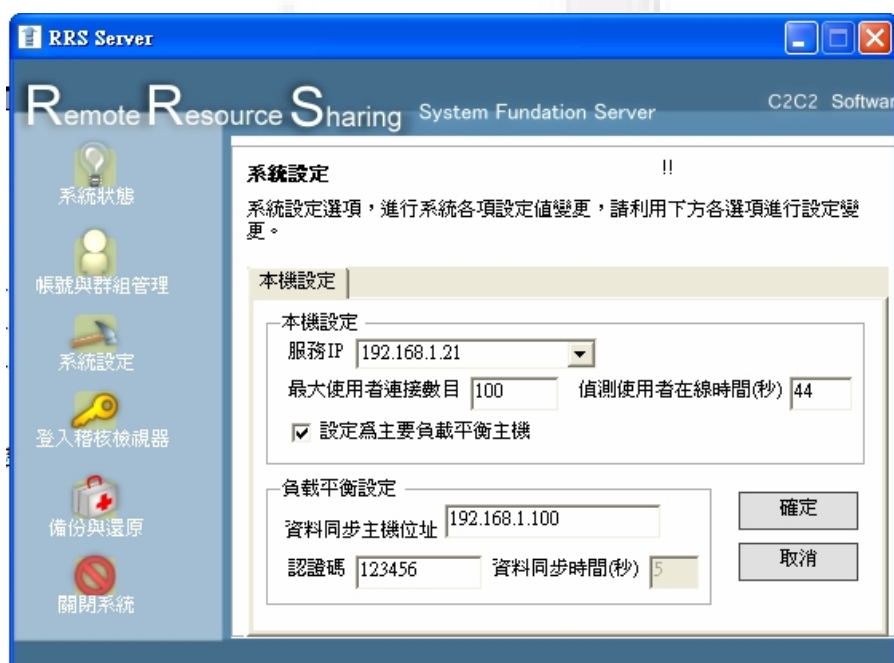 RRS Server
Remote Resource Sharing System Fundation Server C2C2 Softwar
系統狀態
帳號與群組管理
系統設定
登入稽核檢視器
備份與還原
關閉系統
系統設定 !!
系統設定選項，進行系統各項設定值變更，請利用下方各選項進行設定變
更。
本機設定
本機設定
服務IP 192.168.1.21
最大使用者連接數目 100 偵測使用者在線時間(秒) 44
設定為主要負載平衡主機
負載平衡設定
資料同步主機位址 192.168.1.100
認證碼 123456 資料同步時間(秒) 5
確定
取消